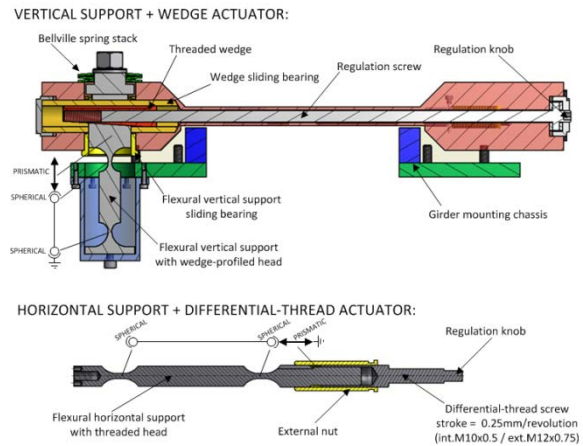 VERTICAL SUPPORT + WEDGE ACTUATOR:
Bellville spring stack
Threaded wedge
Wedge sliding bearing
Regulation screw
Regulation knob
PRISMATIC
SPHERICAL
SPHERICAL
Flexural vertical support
sliding bearing
Flexural vertical support
with wedge-profiled head
Girder mounting chassis
HORIZONTAL SUPPORT + DIFFERENTIAL-THREAD ACTUATOR:
SPHERICAL
SPHERICAL
PRISMATIC
Regulation knob
Flexural horizontal support
with threaded head
External nut
Differential-thread screw
stroke = 0.25mm/revolution
(int.M10x0.5 / ext.M12x0.75)